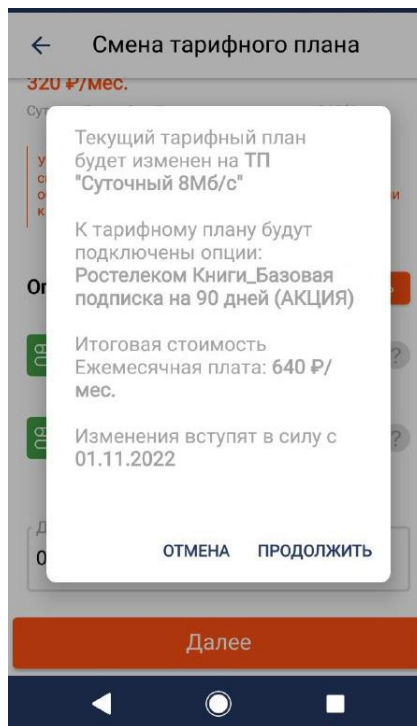 Смена тарифного плана
320 ₽/мес.
Текущий тарифный план
будет изменен на ТП
"Суточный 8Мб/с"
К тарифному плану будут
подключены опции:
Ростелеком Книги_Базовая
подписка на 90 дней (АКЦИЯ)
Итоговая стоимость
Ежемесячная плата: 640 ₽/
мес.
Изменения вступят в силу с
01.11.2022
ОТМЕНА ПРОДОЛЖИТЬ
Далее